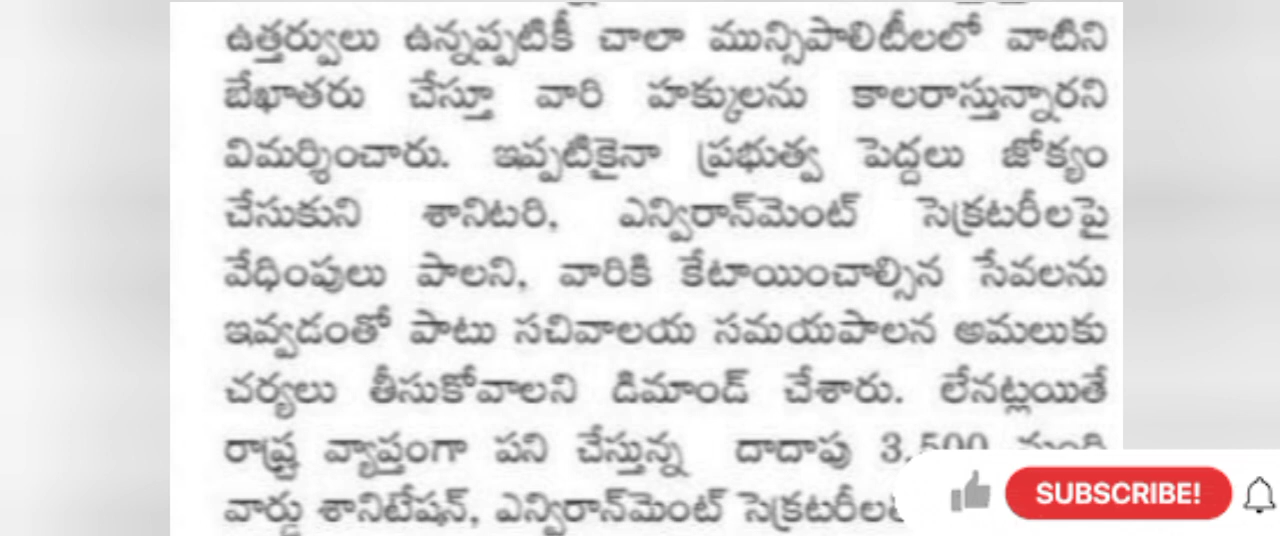 ఉత్తర్వులు ఉన్నప్పటికీ చాలా మున్సిపాలిటీలలో వాటిని
బేఖాతరు చేస్తూ వారి హక్కులను కాలరాస్తున్నారని
విమర్శించారు. ఇప్పటికైనా ప్రభుత్వ పెద్దలు జోక్యం
చేసుకుని శానిటరి, ఎన్విరాన్‌మెంట్ సెక్రటరీలపై
వేధింపులు పాలని, వారికి కేటాయించాల్సిన సేవలను
ఇవ్వడంతో పాటు సచివాలయ సమయపాలన అమలుకు
చర్యలు తీసుకోవాలని డిమాండ్ చేశారు. లేనట్లయితే
రాష్ట్ర వ్యాప్తంగా పని చేస్తున్న దాదాపు 3,500 మంది
వార్డు శానిటేషన్, ఎన్విరాన్‌మెంట్ సెక్రటరీల
SUBSCRIBE!